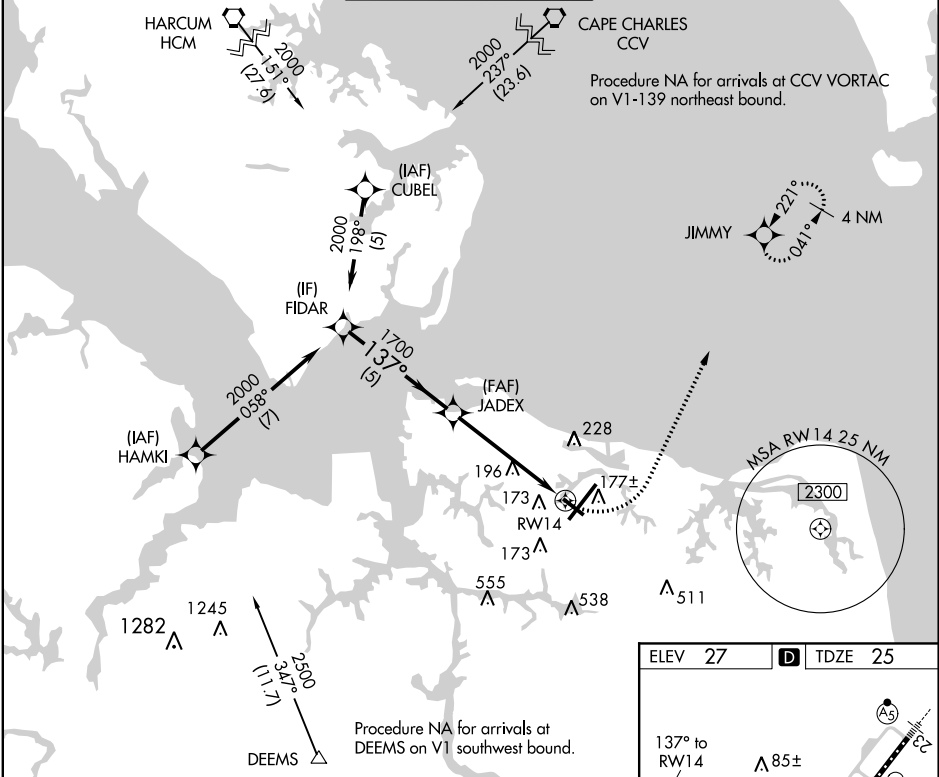 HARCUM
HCM
2000
151°
(27.6)
CAPE CHARLES
CCV
2000
237°
(23.6)
Procedure NA for arrivals at CCV VORTAC
on V1-139 northeast bound.
(IAF)
CUBEL
2000
198°
(5)
JIMMY
221°
041°
4 NM
(IF)
FIDAR
1700
137°
(5)
2000
058°
(7)
(IAF)
HAMKI
(FAF)
JADEX
228
196
177±
173
RW14
173
MSA RW14 25 NM
2300
555
538
511
1282
1245
2500
347°
(11.7)
DEEMS
Procedure NA for arrivals at
DEEMS on V1 southwest bound.
ELEV 27
D
TDZE 25
A5
23
137° to
RW14
85±